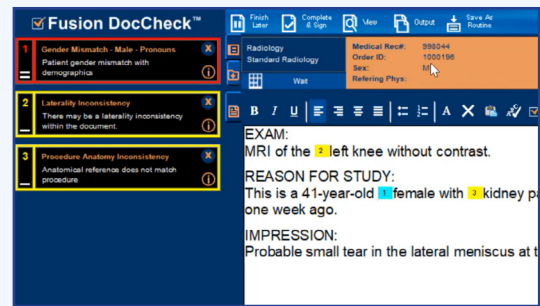 Fusion DocCheck™
Finish Later
Complete & Sign
View
Output
Save As Routine
1 Gender Mismatch - Male - Pronouns X
Patient gender mismatch with
demographics
2 Laterality Inconsistency X
There may be a laterality inconsistency
within the document.
3 Procedure Anatomy Inconsistency X
Anatomical reference does not match
procedure
Radiology
Standard Radiology
Wait
Medical Rec#: 998044
Order ID: 1000196
Sex: M
Refering Phys:
B I U A
EXAM:
MRI of the 2 left knee without contrast.
REASON FOR STUDY:
This is a 41-year-old 1 female with 3 kidney
one week ago.
IMPRESSION:
Probable small tear in the lateral meniscus at